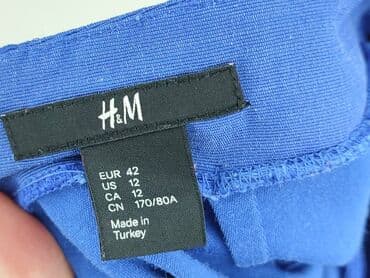 H&M
EUR 42
US 12
CA 12
CN 170/80A
Made in
Turkey